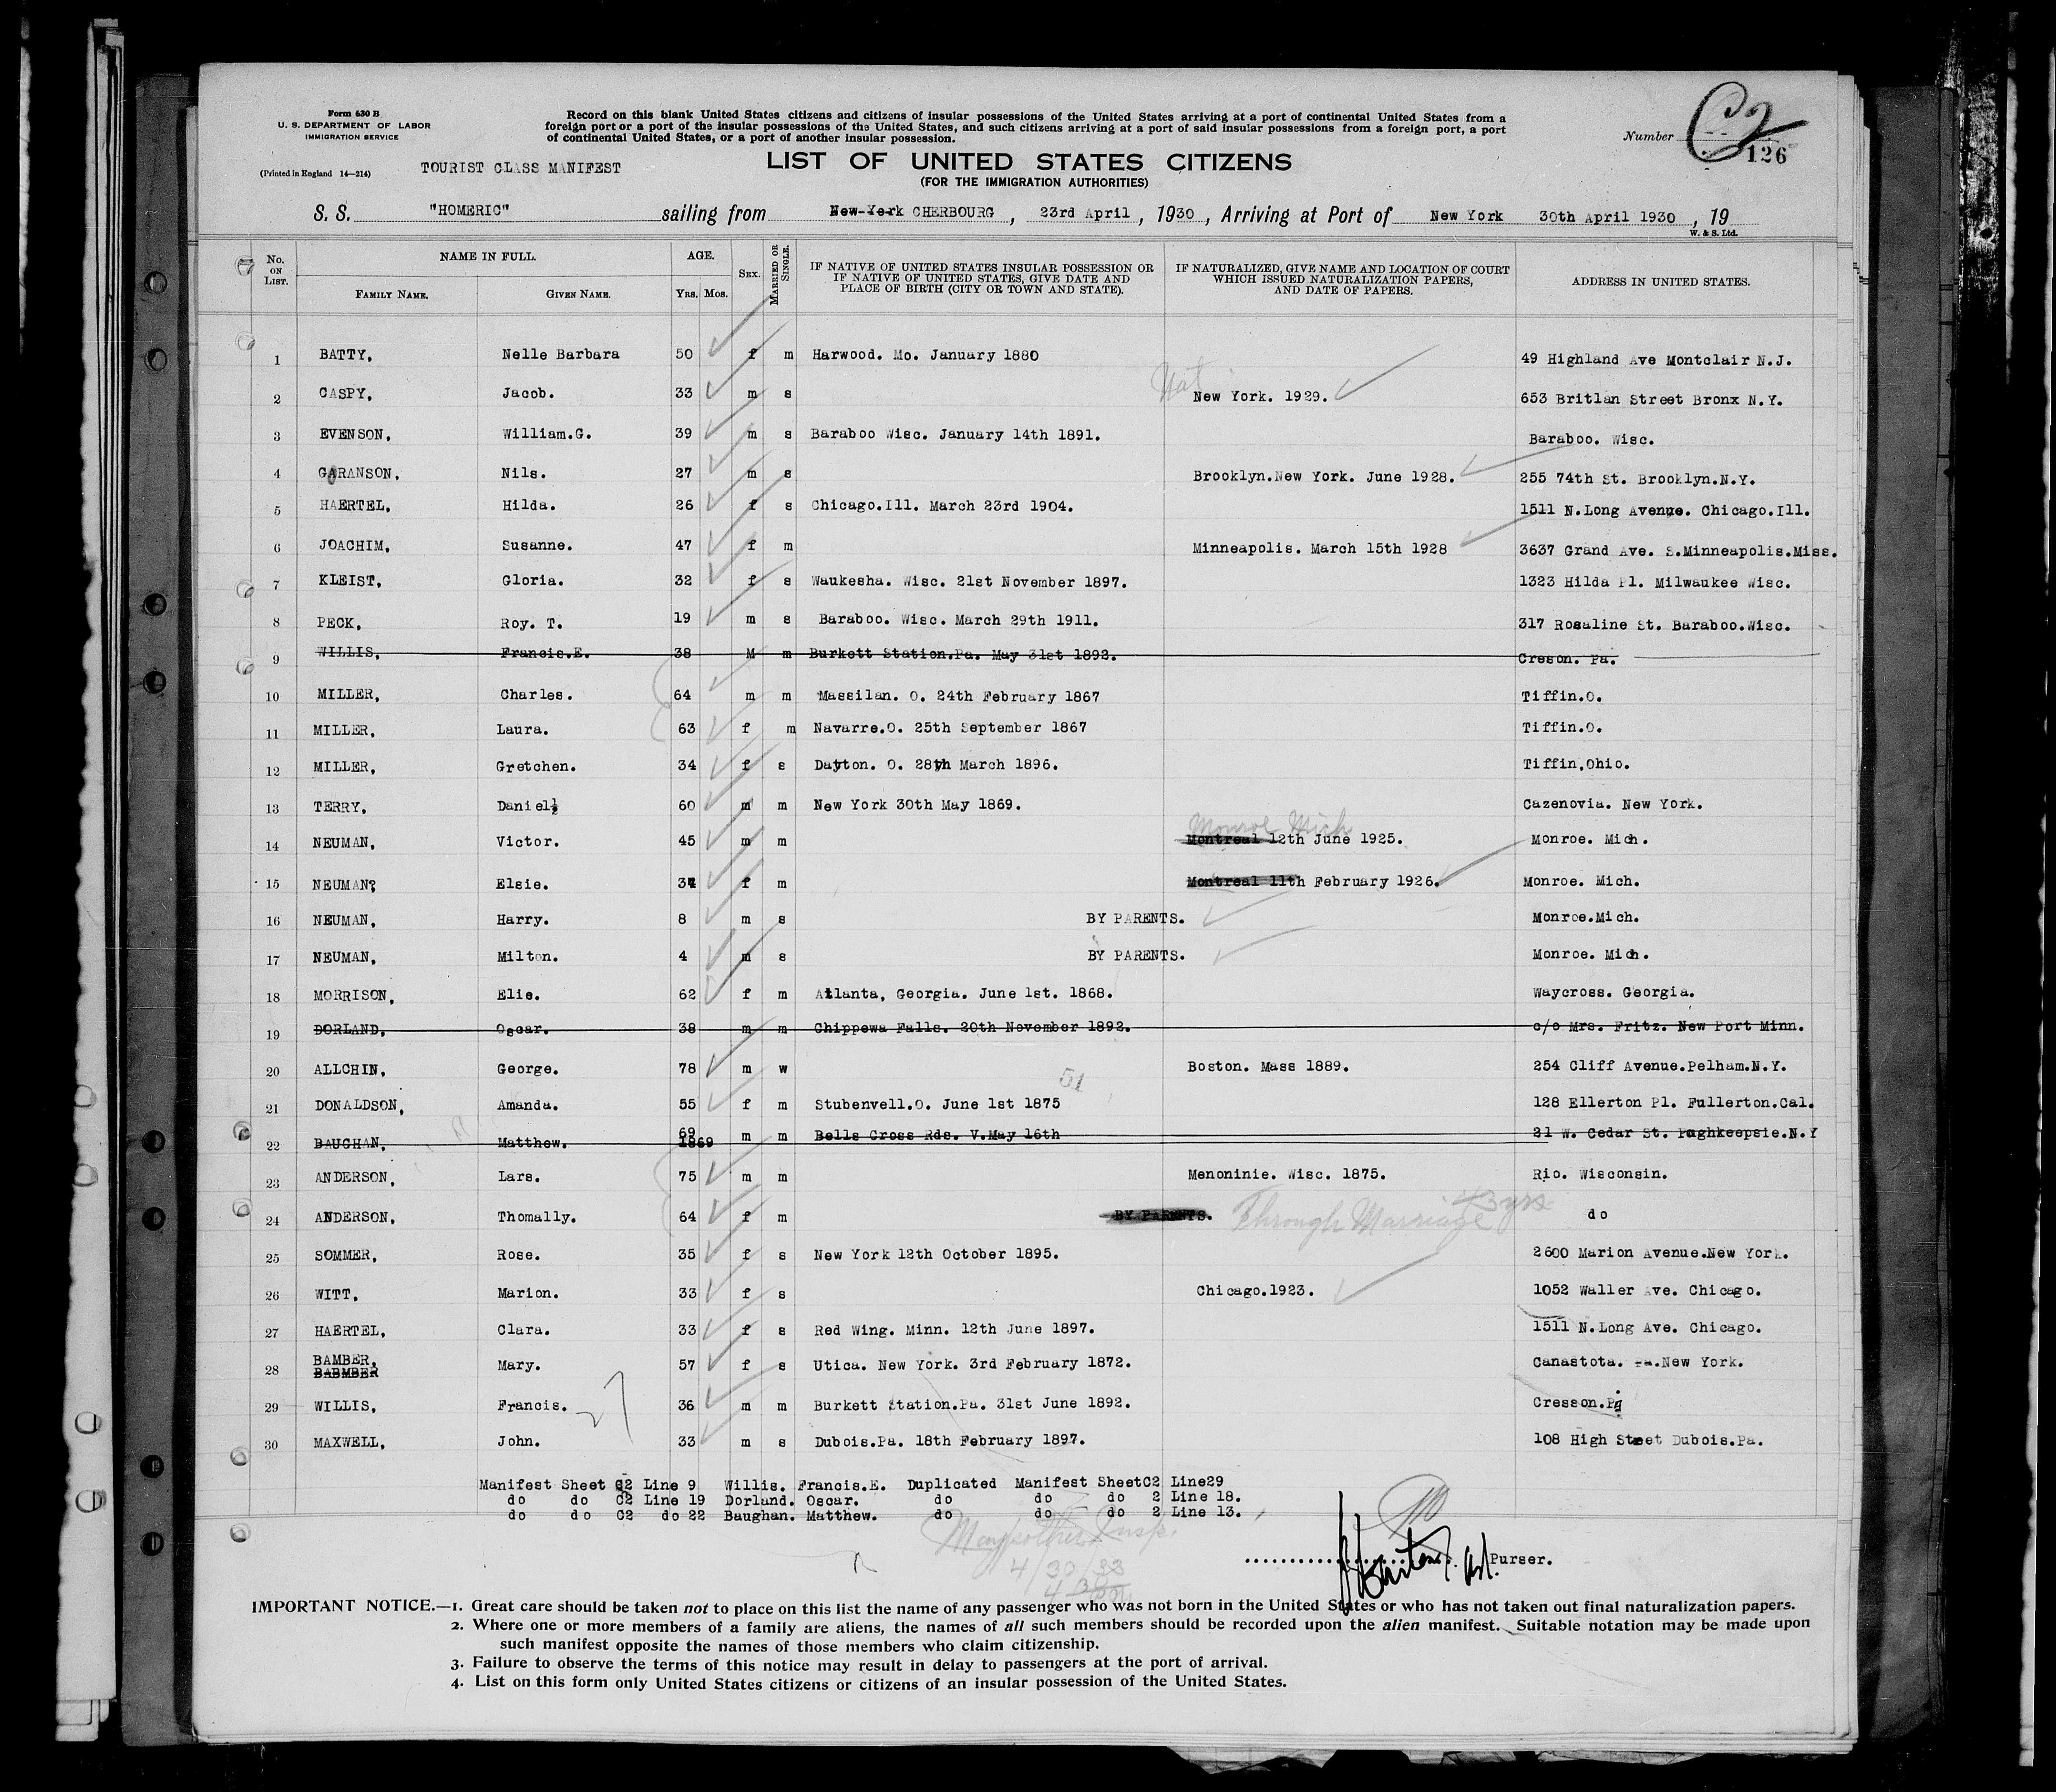 Form 630 B
U. S. DEPARTMENT OF LABOR
IMMIGRATION SERVICE
(Printed in England 14—214)
TOURIST CLASS MANIFEST
Record on this blank United States citizens and citizens of insular possessions of the United States arriving at a port of continental United States from a
foreign port or a port of the insular possessions of the United States, and such citizens arriving at a port of said insular possessions from a foreign port, a port
of continental United States, or a port of another insular possession.
Number C2
126
LIST OF UNITED STATES CITIZENS
(FOR THE IMMIGRATION AUTHORITIES)
S. S. "HOMERIC" sailing from New-York CHERBOURG, 23rd April, 1930, Arriving at Port of New York 30th April 1930, 19
W. & S. Ltd.
No. ON LIST. NAME IN FULL. FAMILY NAME. GIVEN NAME. AGE. YRS. MOS. SEX. MARRIED OR SINGLE. IF NATIVE OF UNITED STATES INSULAR POSSESSION OR IF NATIVE OF UNITED STATES, GIVE DATE AND PLACE OF BIRTH (CITY OR TOWN AND STATE). IF NATURALIZED, GIVE NAME AND LOCATION OF COURT WHICH ISSUED NATURALIZATION PAPERS, AND DATE OF PAPERS. ADDRESS IN UNITED STATES.
1 BATTY, Nelle Barbara 50 f m Harwood. Mo. January 1880 49 Highland Ave Montclair N.J.
2 CASPY, Jacob. 33 m s Nat New York. 1929. 653 Britlan Street Bronx N.Y.
3 EVENSON, William.G. 39 m s Baraboo Wisc. January 14th 1891. Baraboo. Wisc.
4 GARANSON, Nils. 27 m s Brooklyn.New York. June 1928. 255 74th St. Brooklyn.N.Y.
5 HAERTEL, Hilda. 26 f s Chicago.Ill. March 23rd 1904. 1511 N.Long Avenue. Chicago.Ill.
6 JOACHIM, Susanne. 47 f m Minneapolis. March 15th 1928 3637 Grand Ave. S.Minneapolis.Miss.
7 KLEIST, Gloria. 32 f s Waukesha. Wisc. 21st November 1897. 1323 Hilda Pl. Milwaukee Wisc.
8 PECK, Roy. T. 19 m s Baraboo. Wisc. March 29th 1911. 317 Rosaline St. Baraboo.Wisc.
9 WILLIS, Francis.E. 38 M m Burkett Station.Pa. May 31st 1892. Creson. Pa.
10 MILLER, Charles. 64 m m Massilan. O. 24th February 1867 Tiffin.O.
11 MILLER, Laura. 63 f m Navarre.O. 25th September 1867 Tiffin.O.
12 MILLER, Gretchen. 34 f s Dayton. O. 28th March 1896. Tiffin,Ohio.
13 TERRY, Daniel. 60 m m New York 30th May 1869. Cazenovia. New York.
Monroe Mich
14 NEUMAN, Victor. 45 m m Montreal 12th June 1925. Monroe. Mich.
15 NEUMAN? Elsie. 34 f m Montreal 11th February 1926. Monroe. Mich.
16 NEUMAN, Harry. 8 m s BY PARENTS. Monroe.Mich.
17 NEUMAN, Milton. 4 m s BY PARENTS. Monroe. Mich.
18 MORRISON, Elie. 62 f m Atlanta, Georgia. June 1st. 1868. Waycross. Georgia.
19 DORLAND, Oscar. 38 m m Chippewa Falls. 20th November 1892. c/o Mrs. Fritz. New Port Minn.
20 ALLCHIN, George. 78 m w Boston. Mass 1889. 254 Cliff Avenue.Pelham.N.Y.
51
21 DONALDSON, Amanda. 55 f m Stubenvell.O. June 1st 1875 128 Ellerton Pl. Fullerton.Cal.
22 BAUGHAN, Matthew. 69 1869 m m Bells Cross Rds. V.May 16th 21 W. Cedar St. Poghkeepsie.N.Y
23 ANDERSON, Lars. 75 m m Menoninie. Wisc. 1875. Rio. Wisconsin.
24 ANDERSON, Thomally. 64 f m BY PARENTS. Through Marriage 43 yrs do
25 SOMMER, Rose. 35 f s New York 12th October 1895. 2600 Marion Avenue.New York.
26 WITT, Marion. 33 f s Chicago.1923. 1052 Waller Ave. Chicago.
27 HAERTEL, Clara. 33 f s Red Wing. Minn. 12th June 1897. 1511 N.Long Ave. Chicago.
28 BAMBER, BABMBER Mary. 57 f s Utica. New York. 3rd February 1872. Canastota. Pa.New York.
29 WILLIS, Francis. 36 m m Burkett Station.Pa. 31st June 1892. Cresson.Pa
30 MAXWELL, John. 33 m s Dubois.Pa. 18th February 1897. 108 High Street Dubois.Pa.
27
Manifest Sheet C2 Line 9 Willis. Francis.E. Duplicated Manifest SheetC2 Line29
do do C2 Line 19 Dorland. Oscar. do do do 2 Line 18.
do do C2 do 22 Baughan. Matthew. do do do 2 Line 13.
Insp.
4/30/33
Purser.
IMPORTANT NOTICE.—1. Great care should be taken not to place on this list the name of any passenger who was not born in the United States or who has not taken out final naturalization papers.
2. Where one or more members of a family are aliens, the names of all such members should be recorded upon the alien manifest. Suitable notation may be made upon
such manifest opposite the names of those members who claim citizenship.
3. Failure to observe the terms of this notice may result in delay to passengers at the port of arrival.
4. List on this form only United States citizens or citizens of an insular possession of the United States.